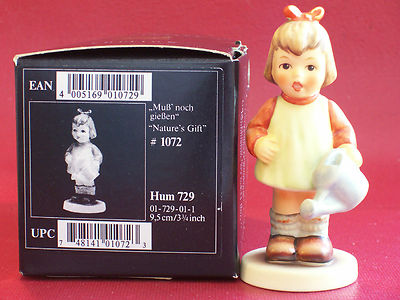 EAN
4 005169 010729
„Muß' noch
gießen"
"Nature's Gift"
# 1072
Hum 729
01-729-01-1
9,5 cm/3¾ inch
UPC
7 48141 01072 3